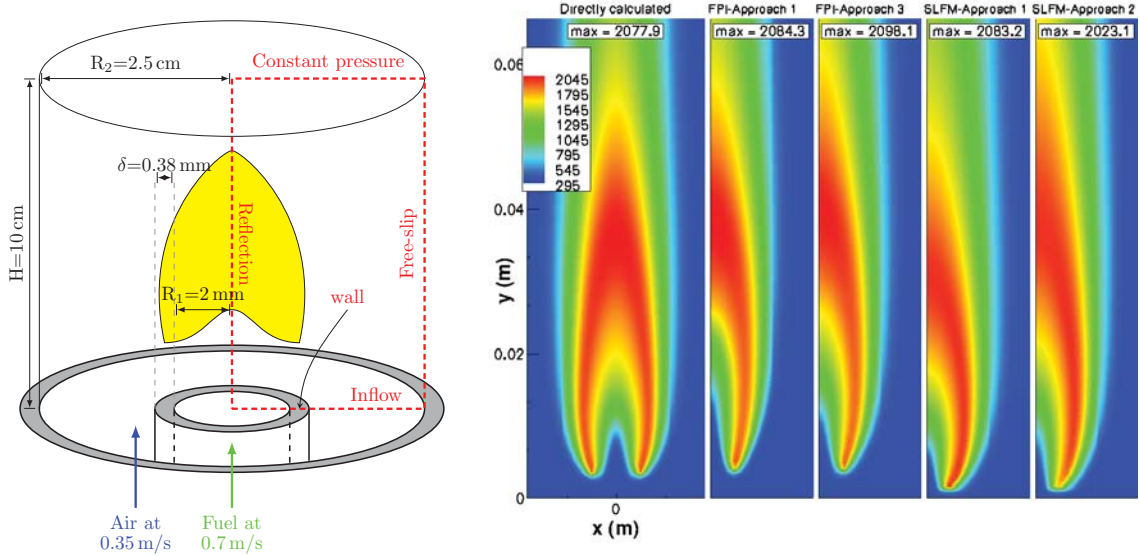 R₂=2.5 cm
Constant pressure
δ=0.38 mm
H=10 cm
Reflection
Free-slip
R₁=2 mm
wall
Inflow
Air at
0.35 m/s
Fuel at
0.7 m/s
Directly calculated
FPI-Approach 1
FPI-Approach 3
SLFM-Approach 1
SLFM-Approach 2
max = 2077.9
max = 2084.3
max = 2098.1
max = 2083.2
max = 2023.1
2045
1795
1545
1295
1045
795
545
295
y (m)
0.06
0.04
0.02
0
0
x (m)